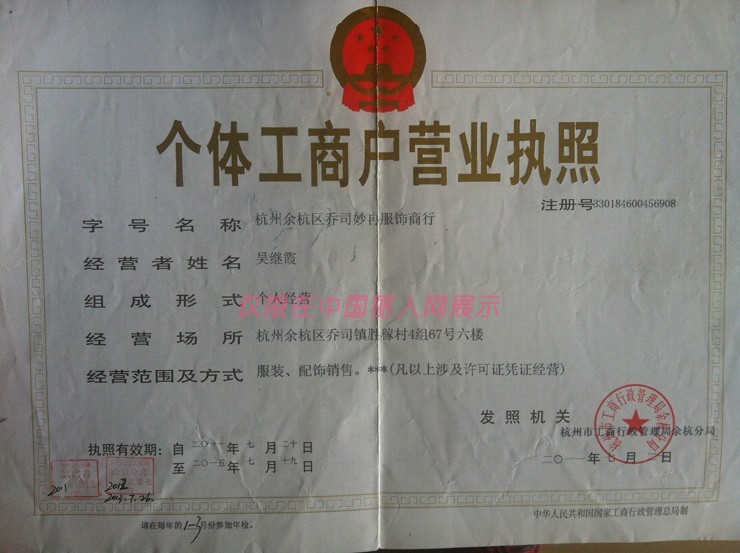 个体工商户营业执照
注册号330184600456908
字号名称 杭州余杭区乔司妙冉服饰商行
经营者姓名 吴继霞
组成形式 个人经营
仅限在中国丽人网展示
经营场所 杭州余杭区乔司镇胜稼村4组67号六楼
经营范围及方式 服装、配饰销售。***(凡以上涉及许可证凭证经营)
发照机关
杭州市工商行政管理局余杭分局
执照有效期: 自二〇一一年七月二十日
至二〇一五年七月十九日
二〇一一年七月 日
2011
2012
2013.7.26
请在每年的1-3月份参加年检。
中华人民共和国国家工商行政管理总局制